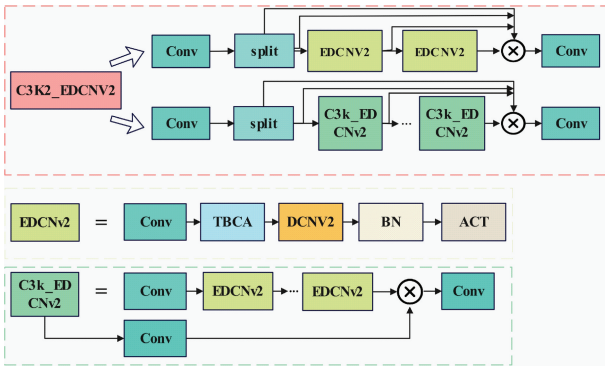 C3K2_EDCNV2
Conv
split
EDCNV2
EDCNV2
Conv
Conv
split
C3k_ED
CNv2
...
C3k_ED
CNv2
Conv
EDCNv2
=
Conv
TBCA
DCNV2
BN
ACT
C3k_ED
CNv2
=
Conv
EDCNv2
...
EDCNv2
Conv
Conv